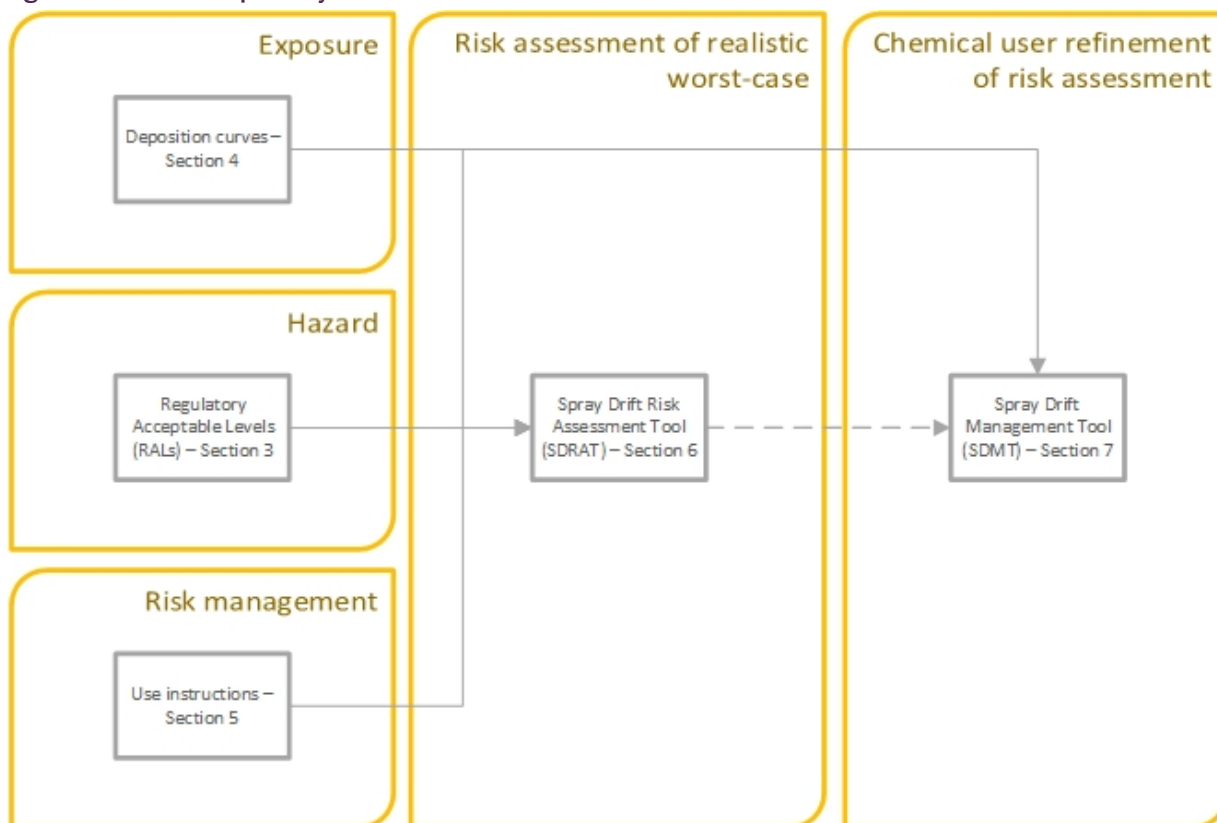 Exposure
Deposition curves –
Section 4
Hazard
Regulatory
Acceptable Levels
(RALs) – Section 3
Risk management
Use instructions –
Section 5
Risk assessment of realistic
worst-case
Spray Drift Risk
Assessment Tool
(SDRAT) – Section 6
Chemical user refinement
of risk assessment
Spray Drift
Management Tool
(SDMT) – Section 7